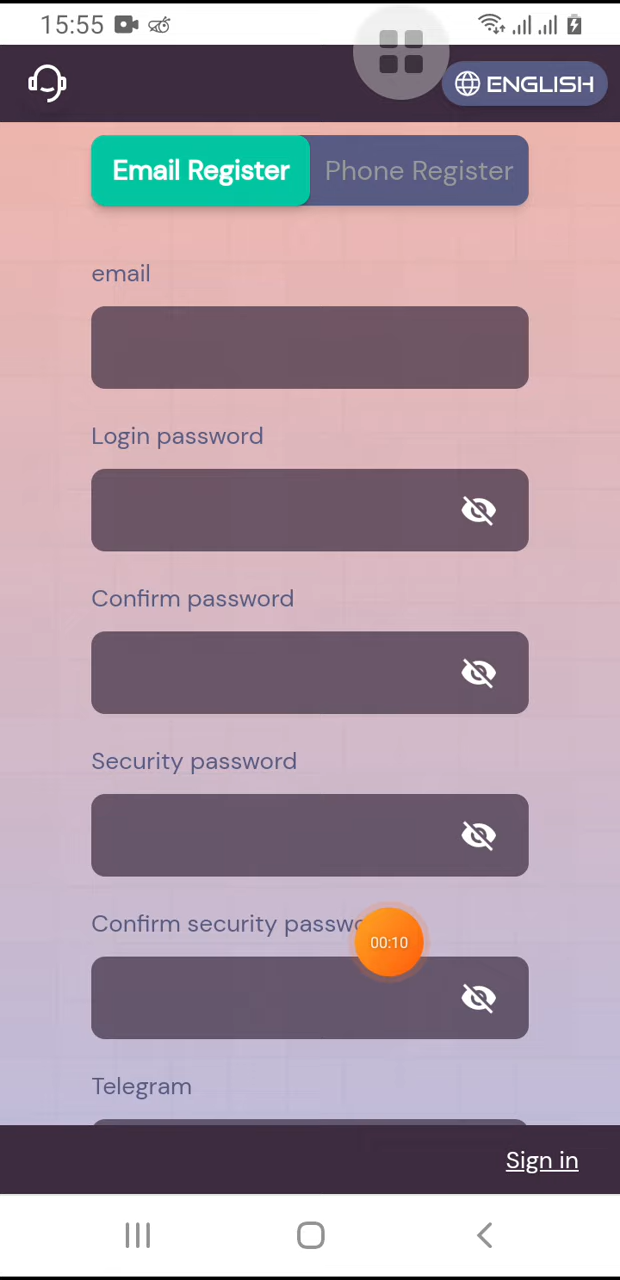 15:55
ENGLISH
Email Register
Phone Register
email
Login password
Confirm password
Security password
Confirm security passwo
00:10
Telegram
Sign in